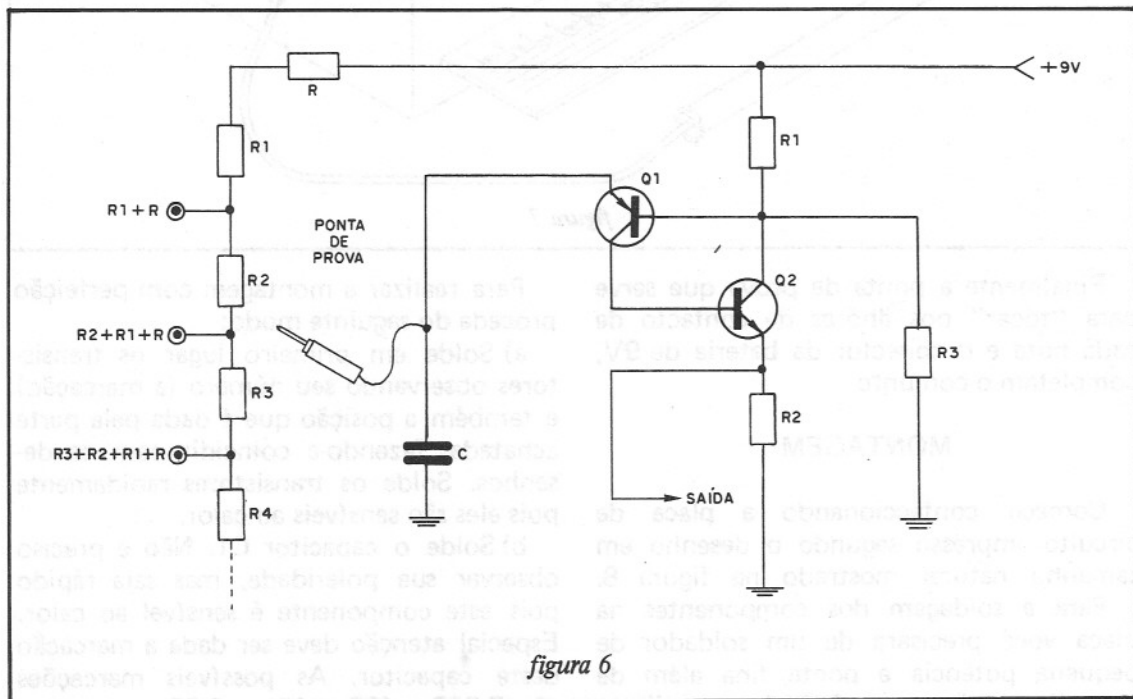 +9V
R
R1
R1
Q1
R1+R
PONTA
DE
PROVA
R2
Q2
R2+R1+R
R3
R3
R2
R3+R2+R1+R
C
SAÍDA
R4
figura 6